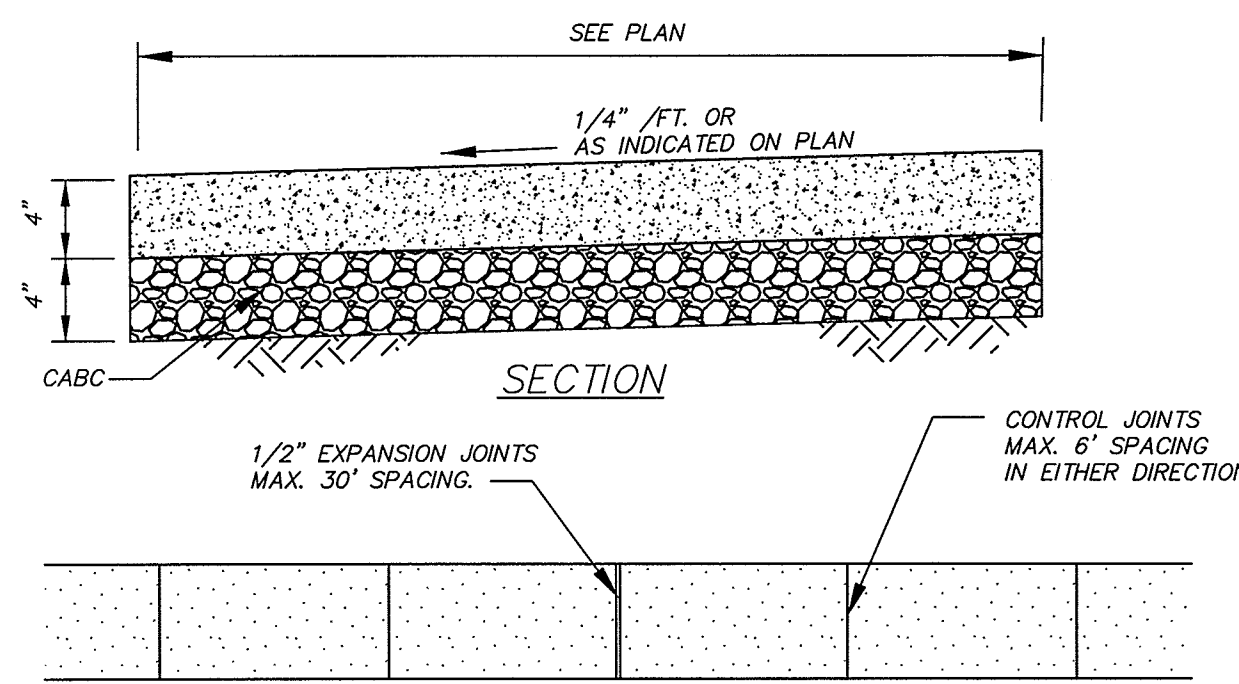 SEE PLAN
1/4" /FT. OR
AS INDICATED ON PLAN
4"
4"
CABC
SECTION
1/2" EXPANSION JOINTS
MAX. 30' SPACING.
CONTROL JOINTS
MAX. 6' SPACING
IN EITHER DIRECTION